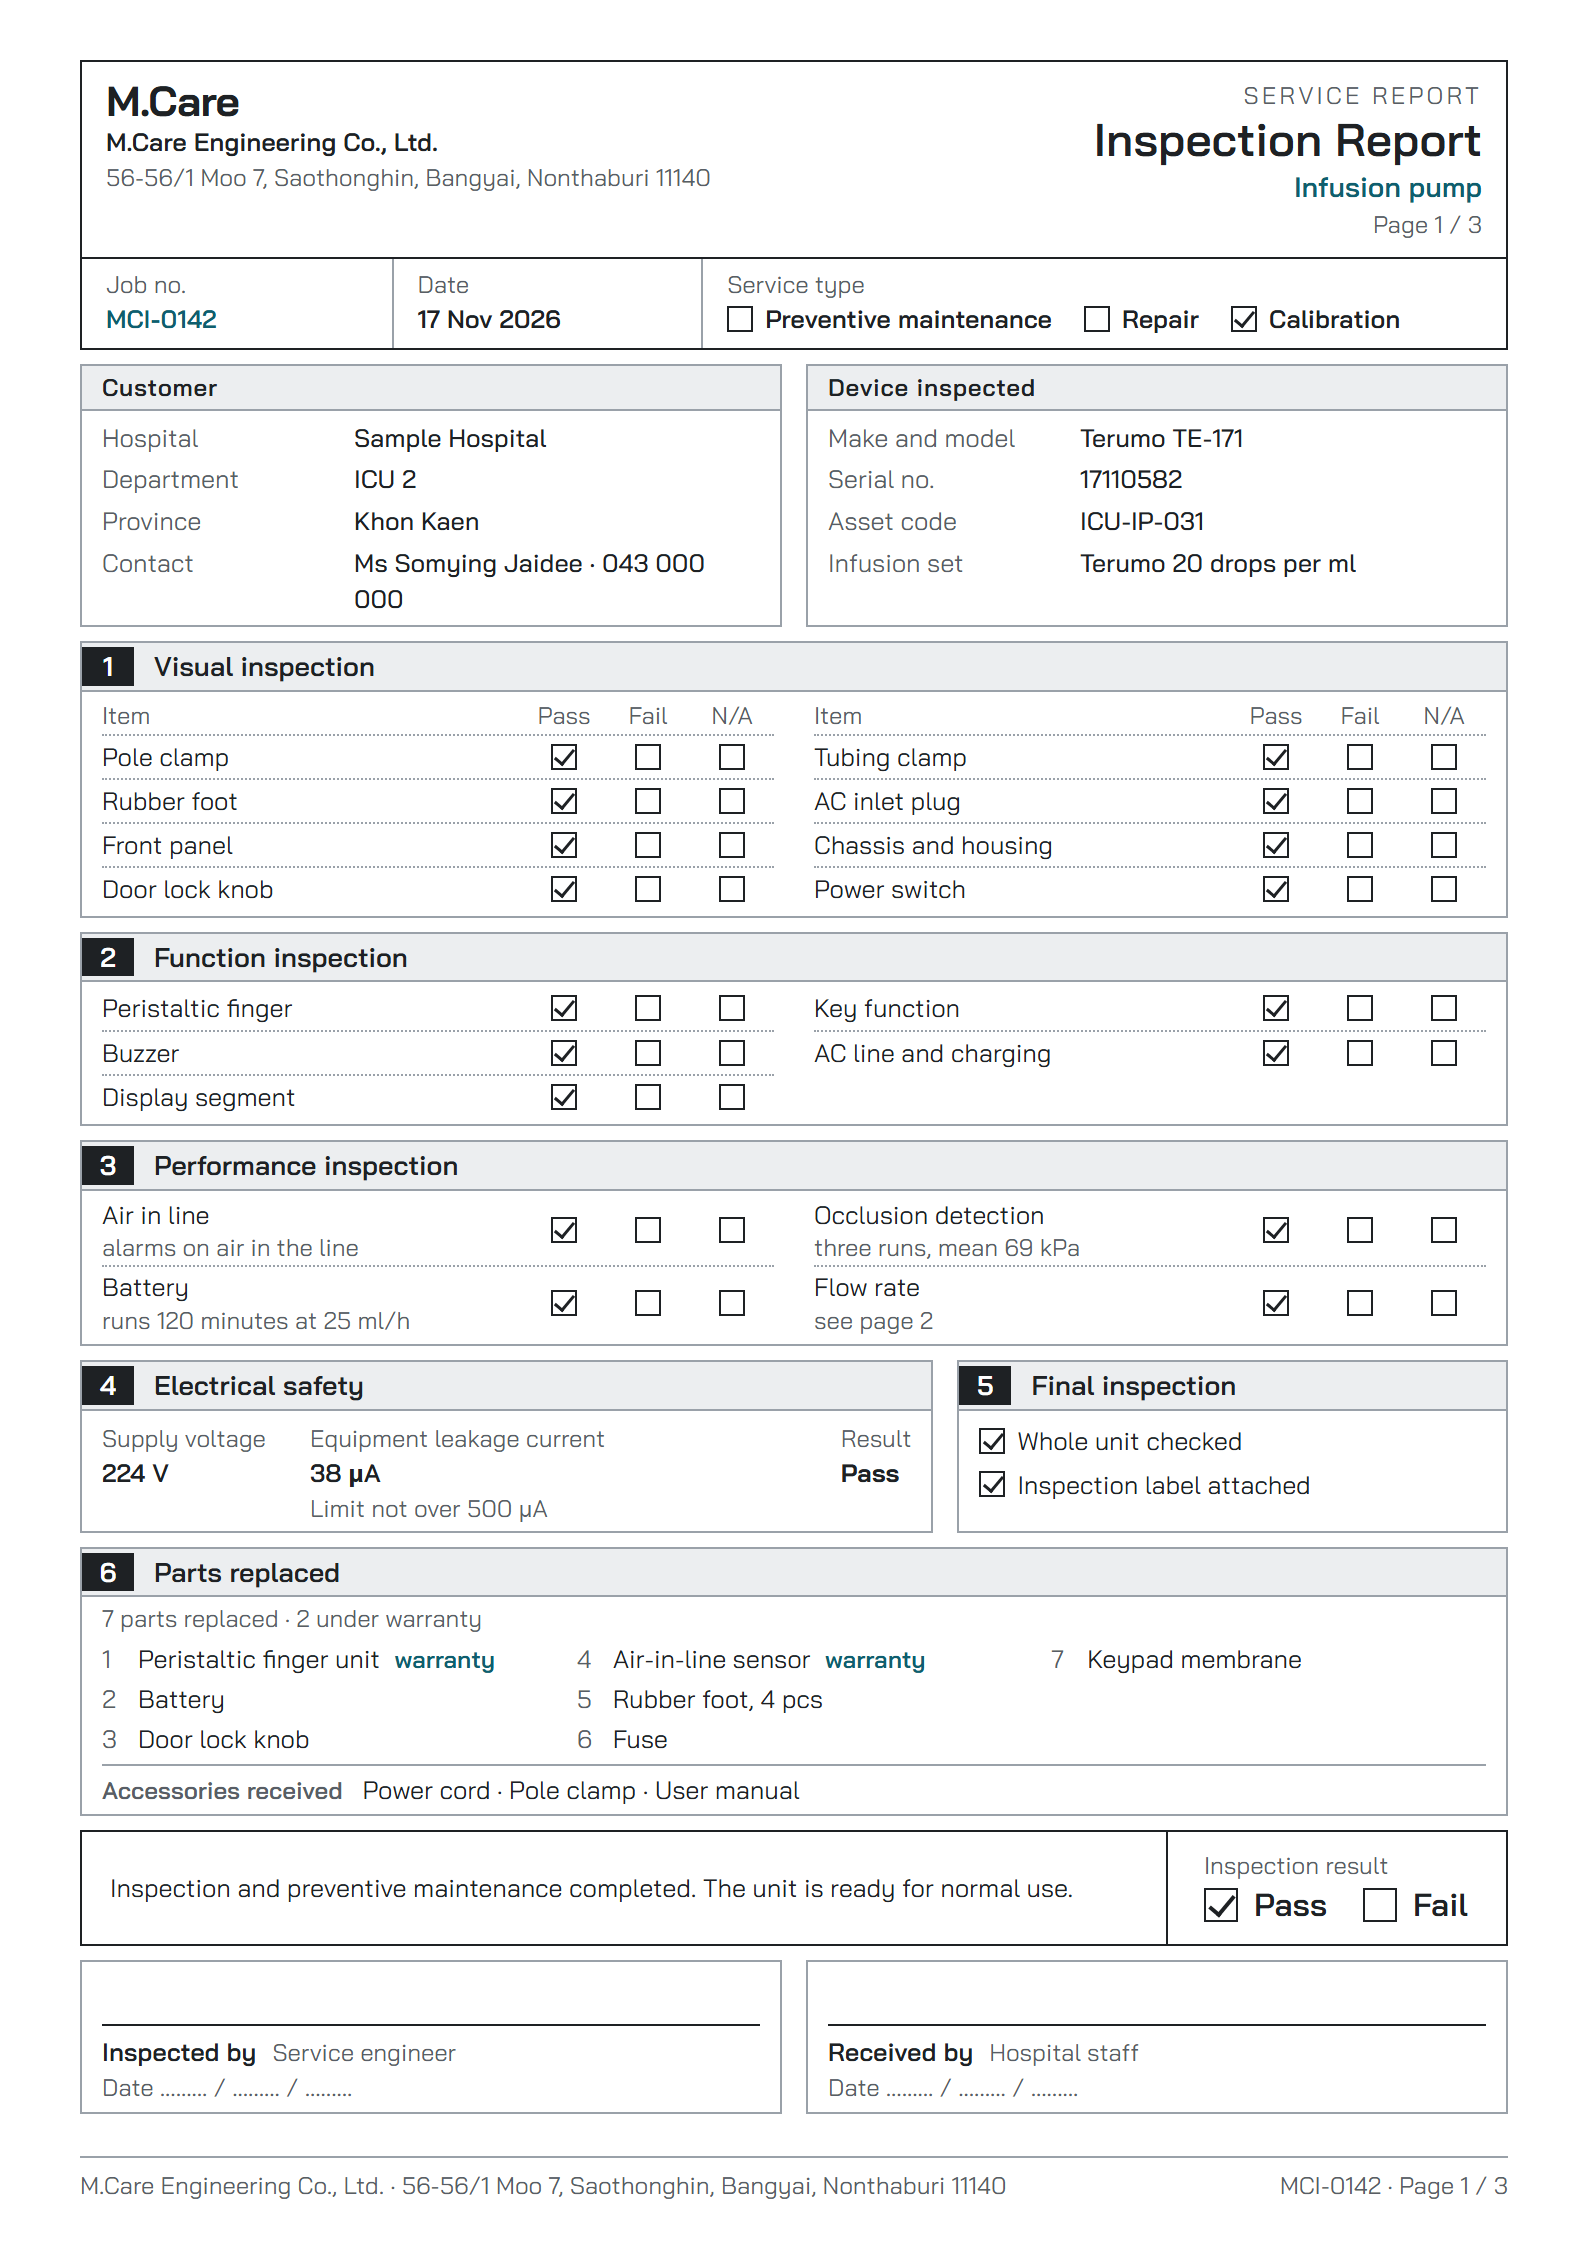 M.Care
M.Care Engineering Co., Ltd.
56-56/1 Moo 7, Saothonghin, Bangyai, Nonthaburi 11140
SERVICE REPORT
Inspection Report
Infusion pump
Page 1 / 3
Job no.
MCI-0142
Date
17 Nov 2026
Service type
Preventive maintenance Repair Calibration
Customer
Hospital Sample Hospital
Department ICU 2
Province Khon Kaen
Contact Ms Somying Jaidee · 043 000
000
Device inspected
Make and model Terumo TE-171
Serial no. 17110582
Asset code ICU-IP-031
Infusion set Terumo 20 drops per ml
1 Visual inspection
Item Pass Fail N/A Item Pass Fail N/A
Pole clamp Tubing clamp
Rubber foot AC inlet plug
Front panel Chassis and housing
Door lock knob Power switch
2 Function inspection
Peristaltic finger Key function
Buzzer AC line and charging
Display segment
3 Performance inspection
Air in line Occlusion detection
alarms on air in the line three runs, mean 69 kPa
Battery Flow rate
runs 120 minutes at 25 ml/h see page 2
4 Electrical safety
Supply voltage Equipment leakage current Result
224 V 38 µA Pass
Limit not over 500 µA
5 Final inspection
Whole unit checked
Inspection label attached
6 Parts replaced
7 parts replaced · 2 under warranty
1 Peristaltic finger unit warranty 4 Air-in-line sensor warranty 7 Keypad membrane
2 Battery 5 Rubber foot, 4 pcs
3 Door lock knob 6 Fuse
Accessories received Power cord · Pole clamp · User manual
Inspection and preventive maintenance completed. The unit is ready for normal use.
Inspection result
Pass Fail
Inspected by Service engineer
Date ......... / ......... / .........
Received by Hospital staff
Date ......... / ......... / .........
M.Care Engineering Co., Ltd. · 56-56/1 Moo 7, Saothonghin, Bangyai, Nonthaburi 11140 MCI-0142 · Page 1 / 3